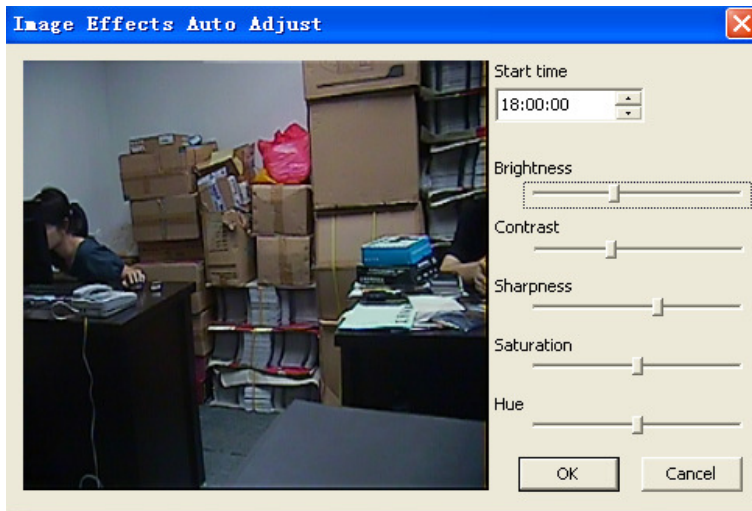 Image Effects Auto Adjust
Start time
18:00:00
Brightness
Contrast
Sharpness
Saturation
Hue
OK
Cancel